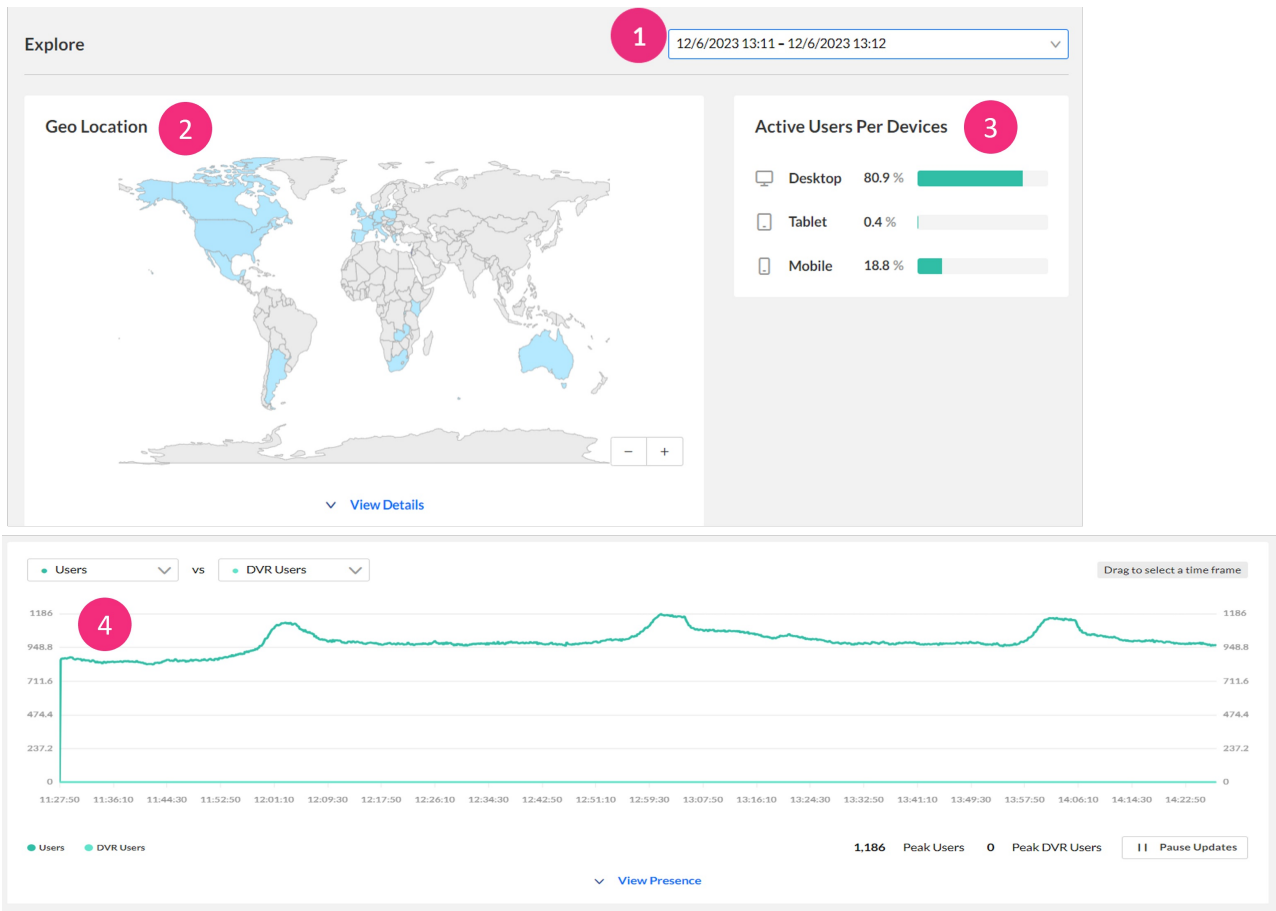 Explore
1
12/6/2023 13:11 – 12/6/2023 13:12
Geo Location
2
− +
View Details
Active Users Per Devices
3
Desktop 80.9 %
Tablet 0.4 %
Mobile 18.8 %
Users vs DVR Users
Drag to select a time frame
4
1186 1186
948.8 948.8
711.6 711.6
474.4 474.4
237.2 237.2
0 0
11:27:50 11:36:10 11:44:30 11:52:50 12:01:10 12:09:30 12:17:50 12:26:10 12:34:30 12:42:50 12:51:10 12:59:30 13:07:50 13:16:10 13:24:30 13:32:50 13:41:10 13:49:30 13:57:50 14:06:10 14:14:30 14:22:50
Users DVR Users
1,186 Peak Users 0 Peak DVR Users
Pause Updates
View Presence